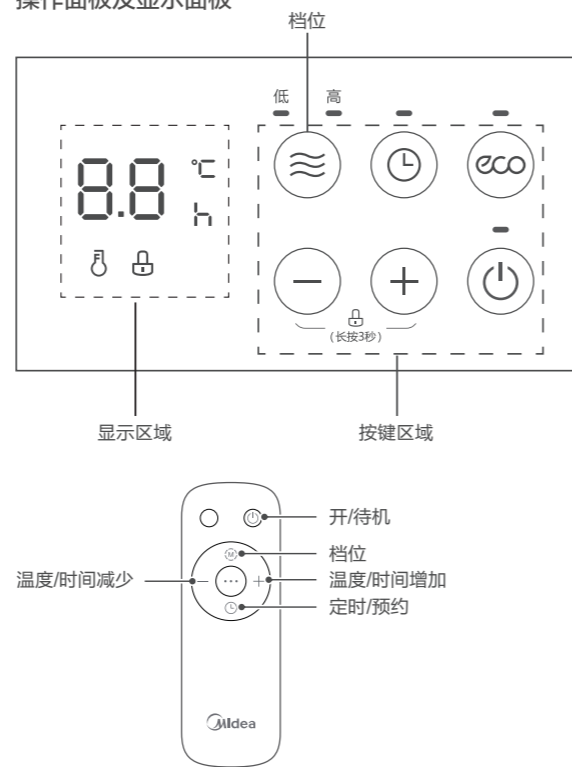 操作面板及显示面板
档位
低 高
8.8 ℃
h
eco
(长按3秒)
显示区域 按键区域
开/待机
档位
温度/时间减少 温度/时间增加
定时/预约
M
Midea